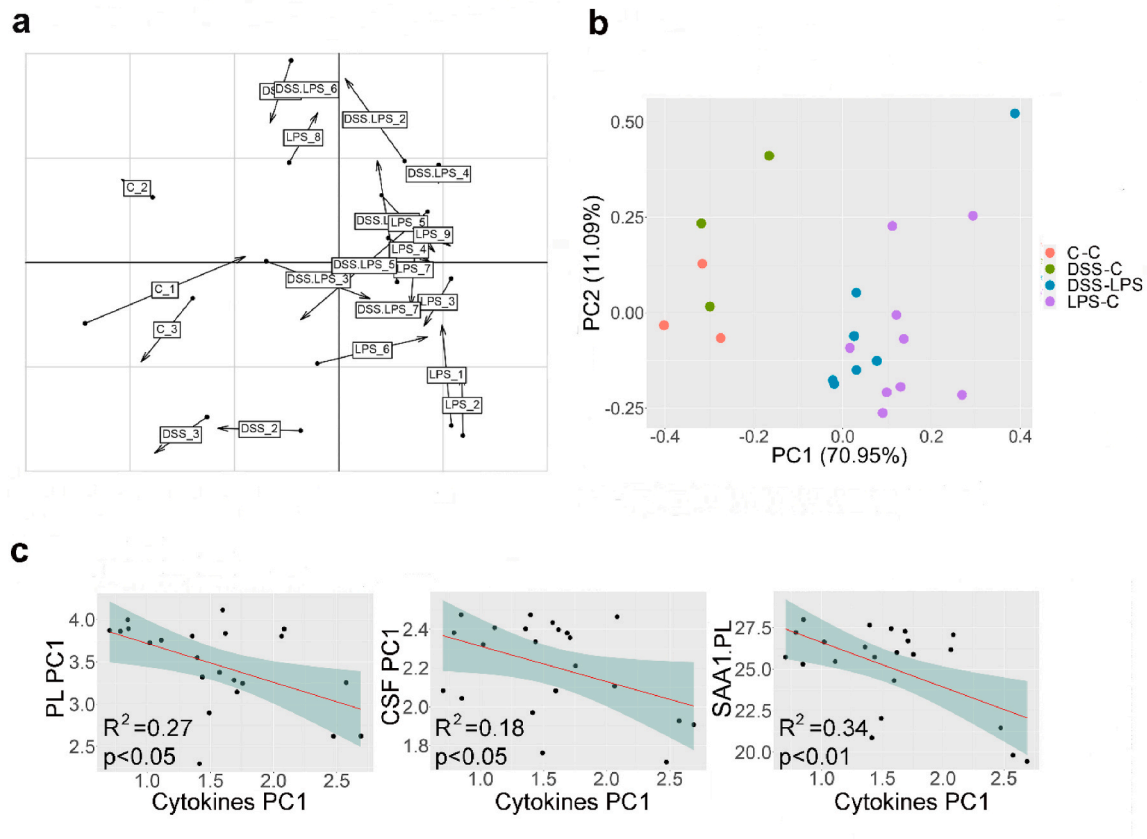 a
DSS.LPS_6
DSS.LPS_2
LPS_8
DSS.LPS_4
C_2
DSS.L
LPS_5
LPS_9
LPS_4
DSS.LPS_5
LPS_7
DSS.LPS_3
C_1
LPS_3
DSS.LPS_7
C_3
LPS_6
LPS_1
LPS_2
DSS_3
DSS_2
b
0.50
0.25
0.00
-0.25
PC2 (11.09%)
-0.4
-0.2
0.0
0.2
0.4
PC1 (70.95%)
C-C
DSS-C
DSS-LPS
LPS-C
c
PL PC1
4.0
3.5
3.0
2.5
R²=0.27
p<0.05
1.0 1.5 2.0 2.5
Cytokines PC1
CSF PC1
2.4
2.2
2.0
1.8
R²=0.18
p<0.05
1.0 1.5 2.0 2.5
Cytokines PC1
SAA1.PL
27.5
25.0
22.5
20.0
R²=0.34
p<0.01
1.0 1.5 2.0 2.5
Cytokines PC1